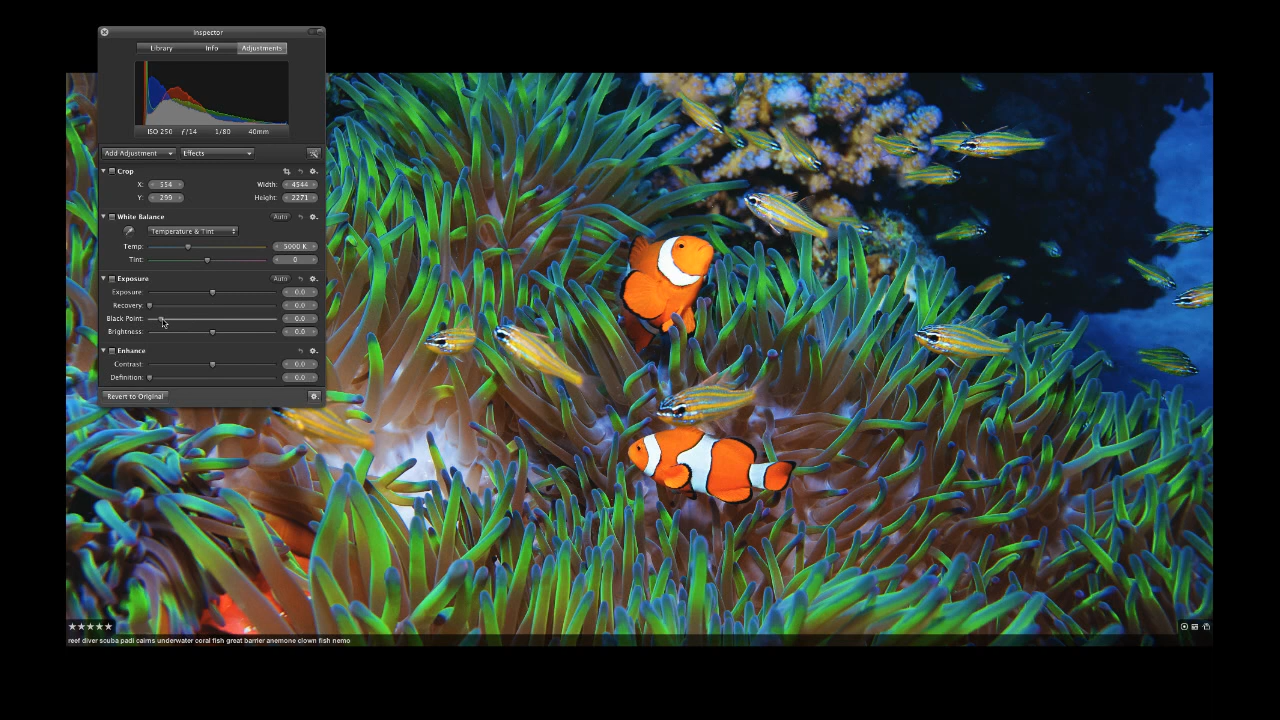 Inspector
Library Info Adjustments
ISO 250 ƒ/14 1/80 40mm
Add Adjustment Effects
Crop
X: 554 Width: 4544
Y: 299 Height: 2271
White Balance Auto
Temperature & Tint
Temp: 5000 K
Tint: 0
Exposure Auto
Exposure: 0.0
Recovery: 0.0
Black Point: 0.0
Brightness: 0.0
Enhance
Contrast: 0.0
Definition: 0.0
Revert to Original
reef diver scuba padi cairns underwater coral fish great barrier anemone clown fish nemo